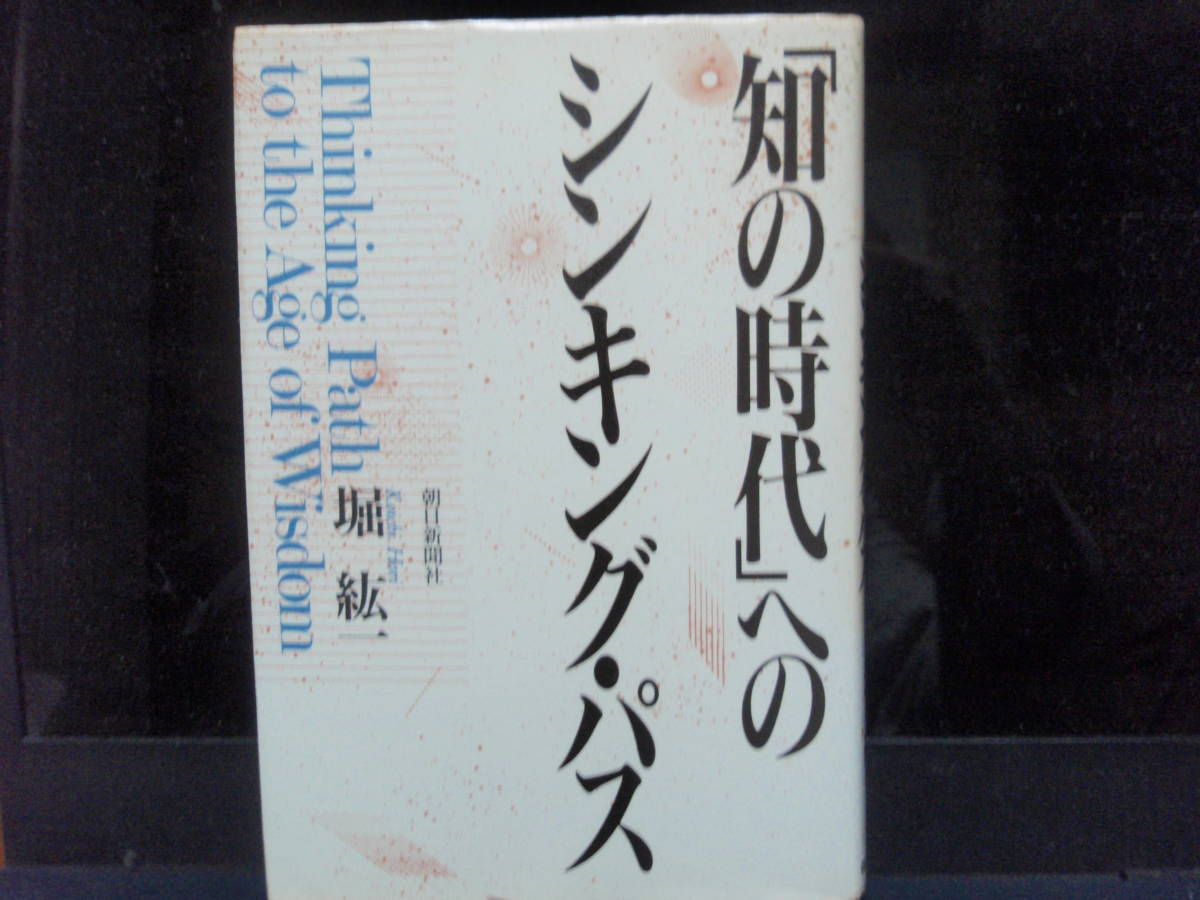 『知の時代』への
シンキング・パス
朝日新聞社
堀 紘一
Koichi Hori
Thinking Path
to the Age of Wisdom